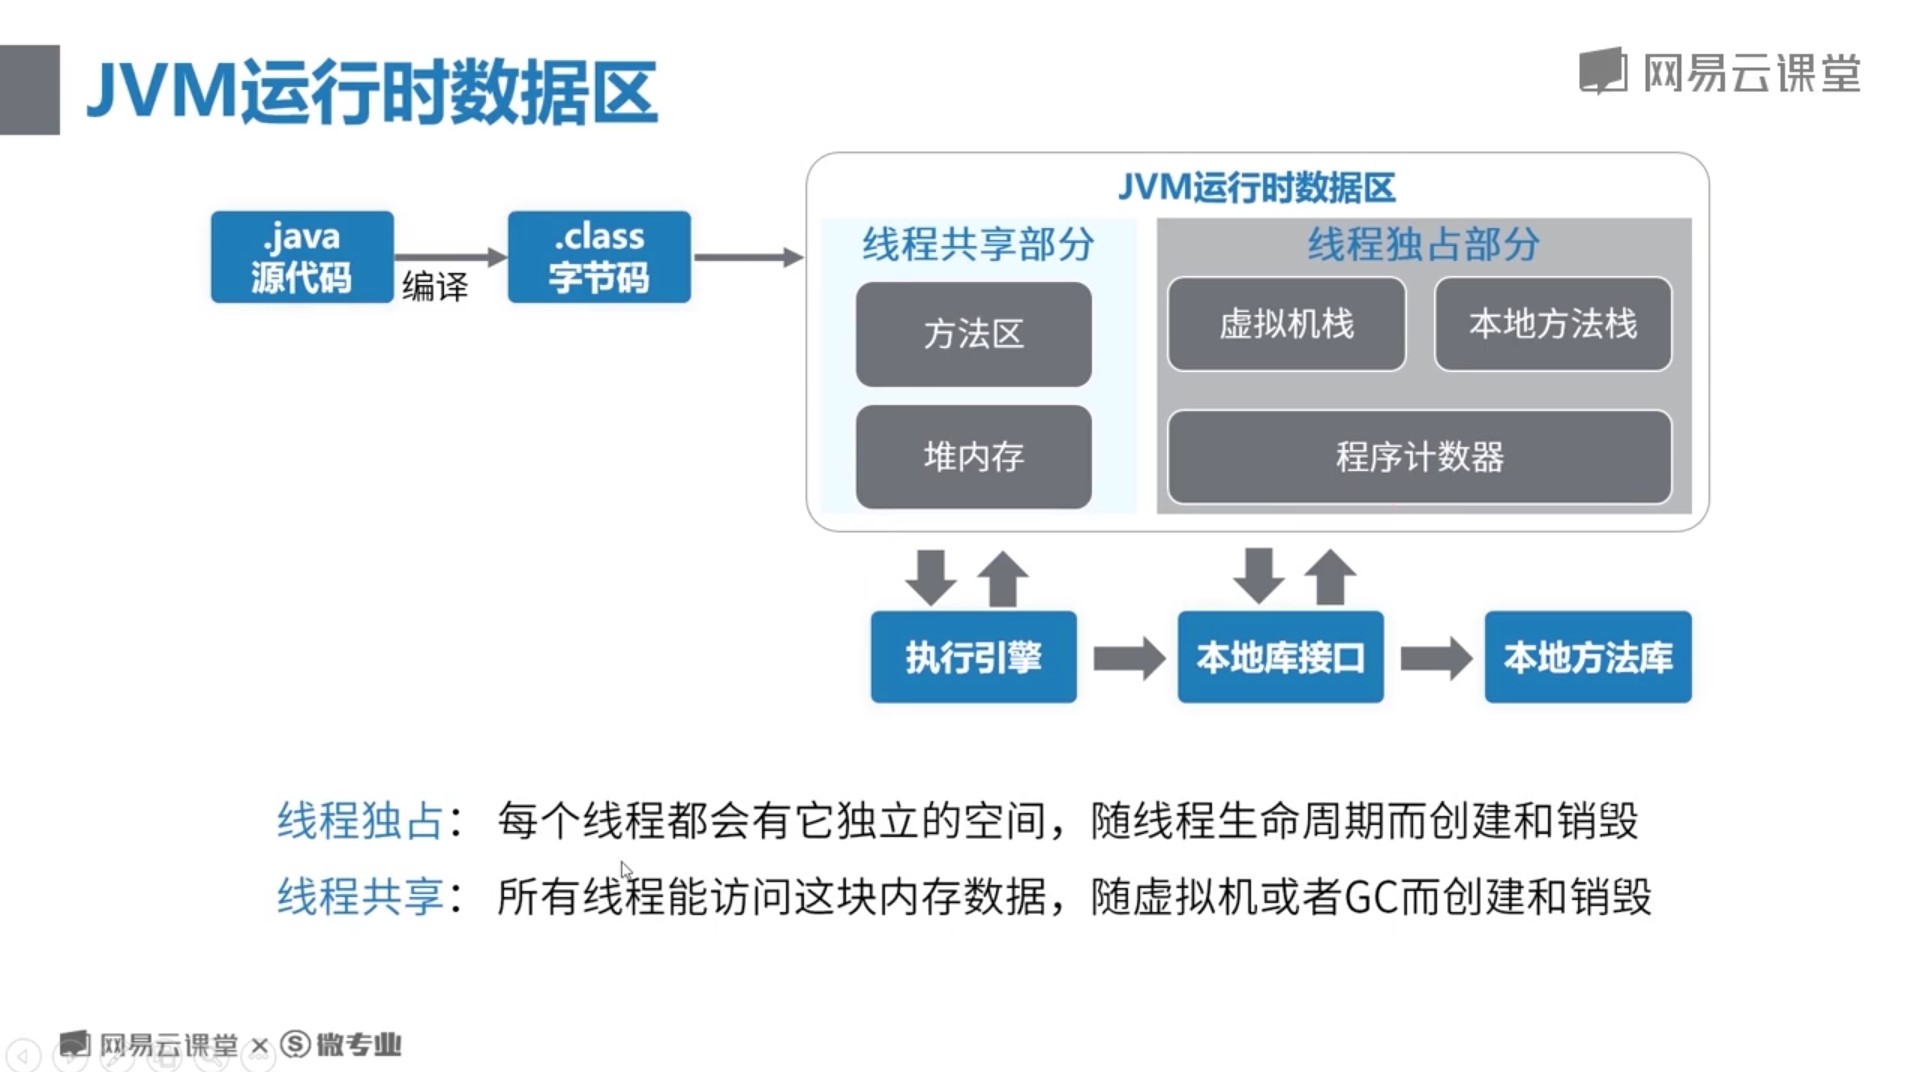 JVM运行时数据区
网易云课堂
JVM运行时数据区
线程共享部分
线程独占部分
.java
源代码
编译
.class
字节码
方法区
虚拟机栈
本地方法栈
堆内存
程序计数器
执行引擎
本地库接口
本地方法库
线程独占： 每个线程都会有它独立的空间，随线程生命周期而创建和销毁
线程共享： 所有线程能访问这块内存数据，随虚拟机或者GC而创建和销毁
网易云课堂 × Ⓢ 微专业